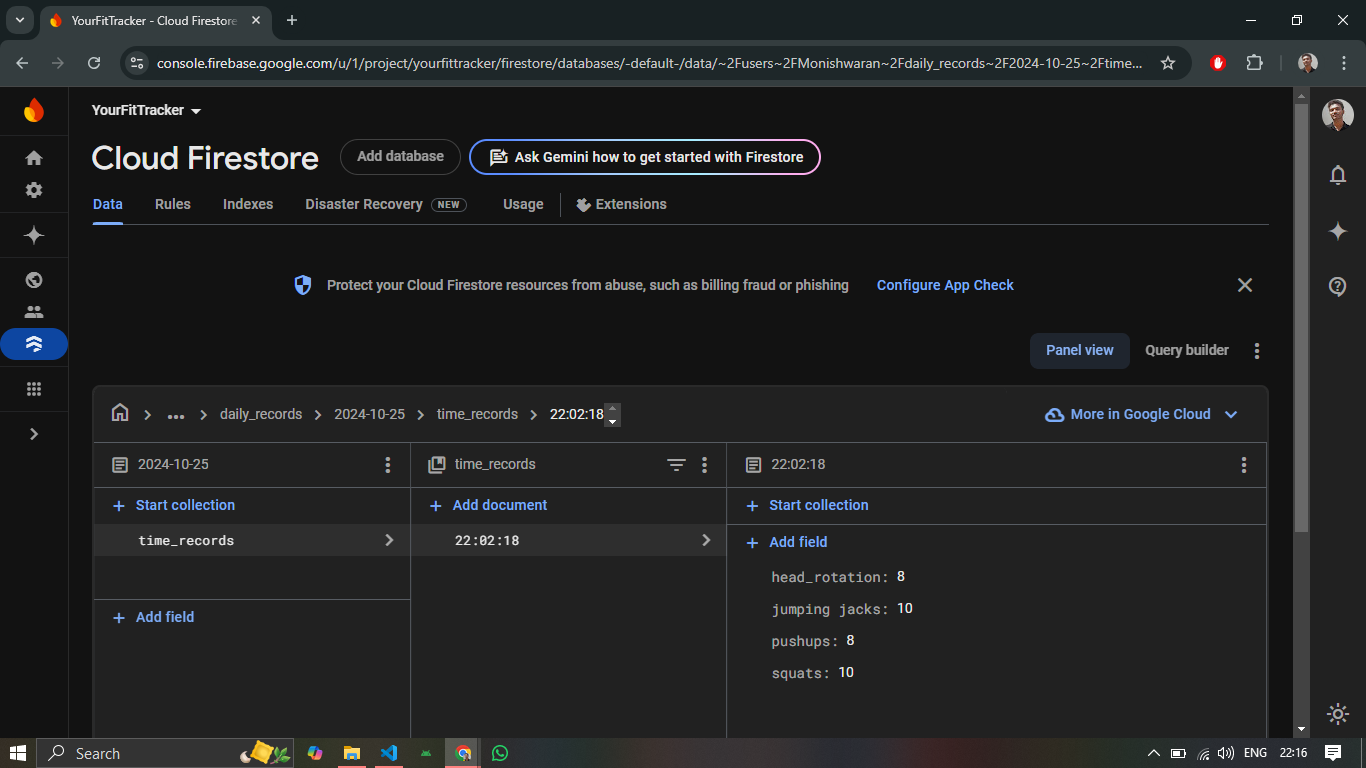 YourFitTracker - Cloud Firestore
console.firebase.google.com/u/1/project/yourfittracker/firestore/databases/-default-/data/~2Fusers~2FMonishwaran~2Fdaily_records~2F2024-10-25~2Ftime...
YourFitTracker
Cloud Firestore
Add database
Ask Gemini how to get started with Firestore
Data Rules Indexes Disaster Recovery NEW Usage Extensions
Protect your Cloud Firestore resources from abuse, such as billing fraud or phishing Configure App Check
Panel view Query builder
... daily_records 2024-10-25 time_records 22:02:18 More in Google Cloud
2024-10-25 time_records 22:02:18
+ Start collection + Add document + Start collection
time_records 22:02:18 + Add field
head_rotation: 8
jumping jacks: 10
+ Add field
pushups: 8
squats: 10
Search ENG 22:16